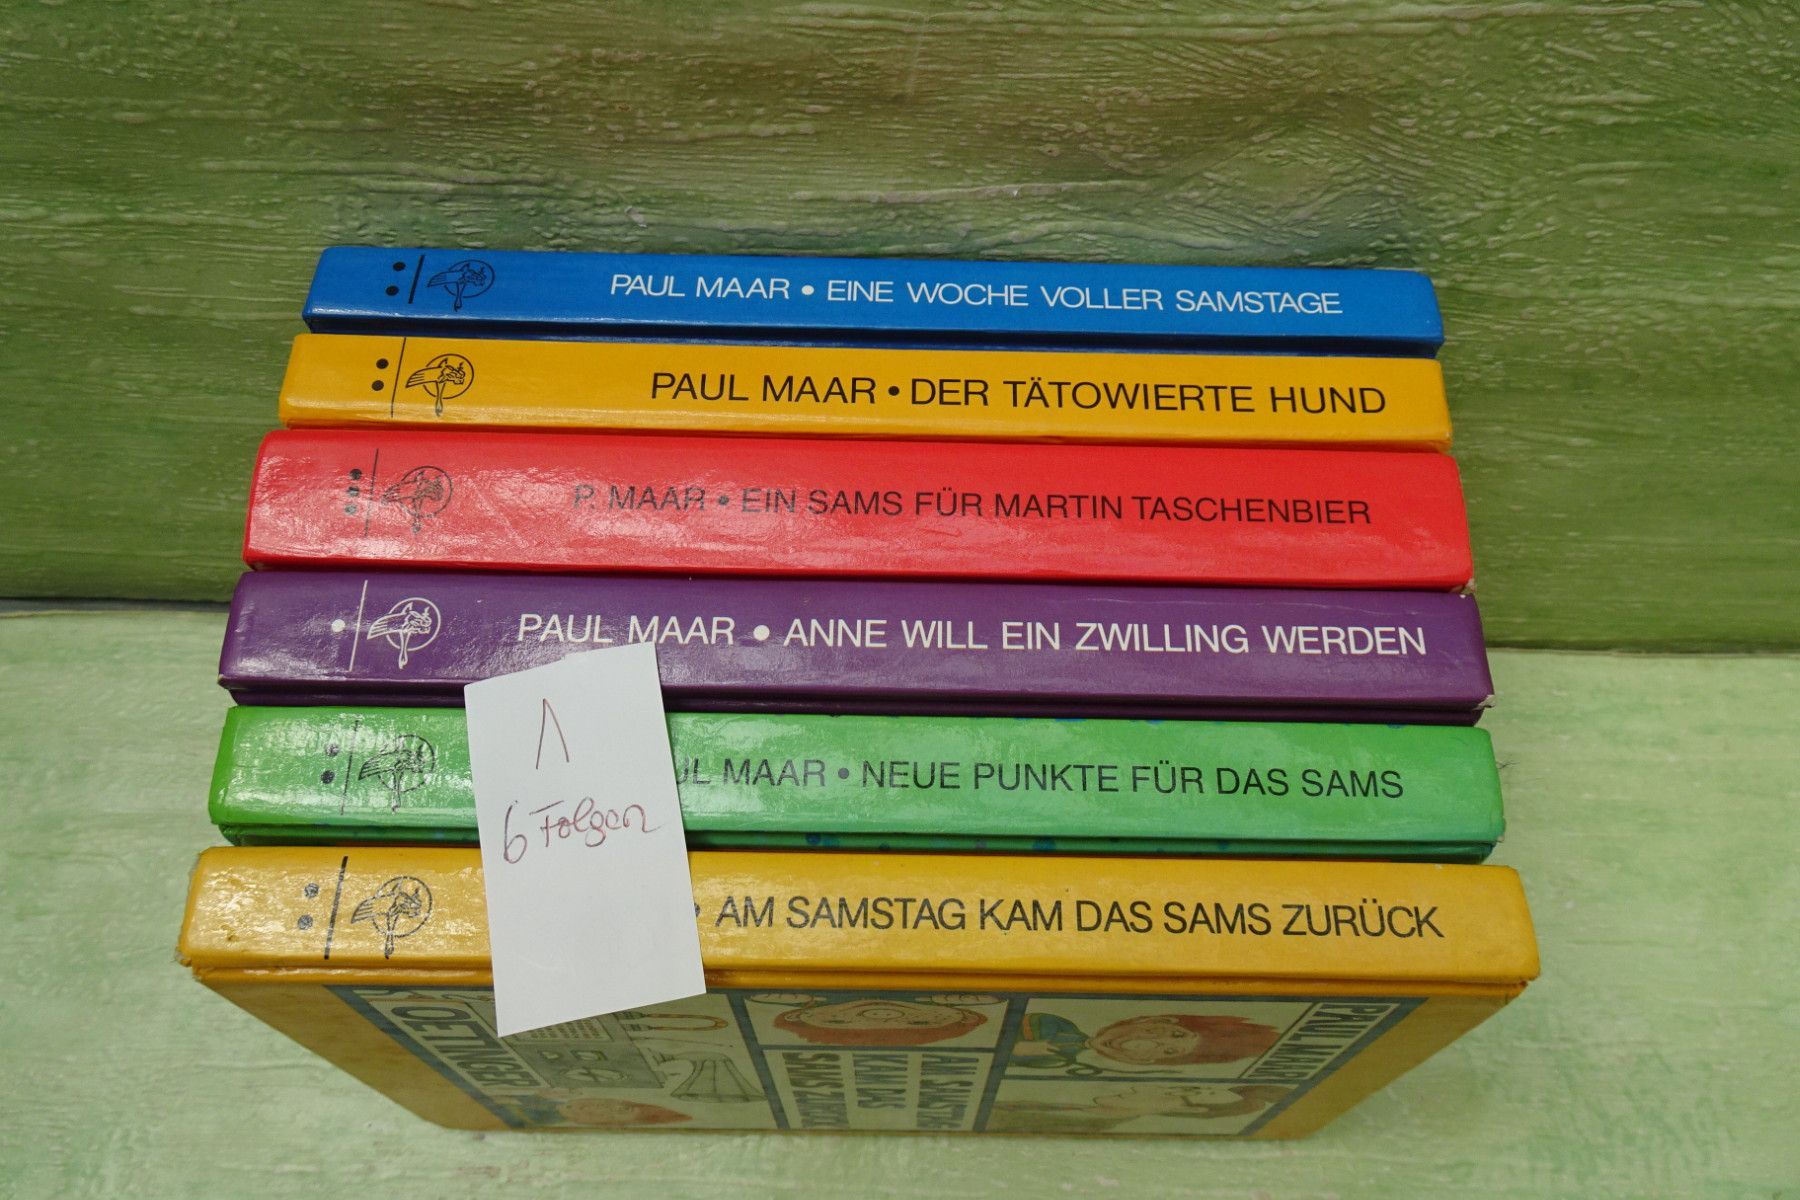 PAUL MAAR • EINE WOCHE VOLLER SAMSTAGE
PAUL MAAR • DER TÄTOWIERTE HUND
P. MAAR • EIN SAMS FÜR MARTIN TASCHENBIER
PAUL MAAR • ANNE WILL EIN ZWILLING WERDEN
MAAR • NEUE PUNKTE FÜR DAS SAMS
• AM SAMSTAG KAM DAS SAMS ZURÜCK
1
6 Folgen
OETINGER
AM SAMSTAG
KAM DAS
SAMS ZURÜCK
PAUL MAAR